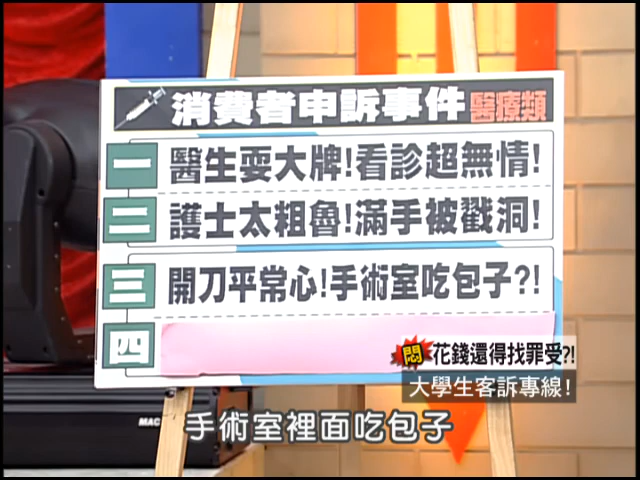 消費者申訴事件 醫療類
一 醫生耍大牌!看診超無情!
二 護士太粗魯!滿手被戳洞!
三 開刀平常心!手術室吃包子?!
四
悶 花錢還得找罪受?!
大學生客訴專線!
MAC
手術室裡面吃包子